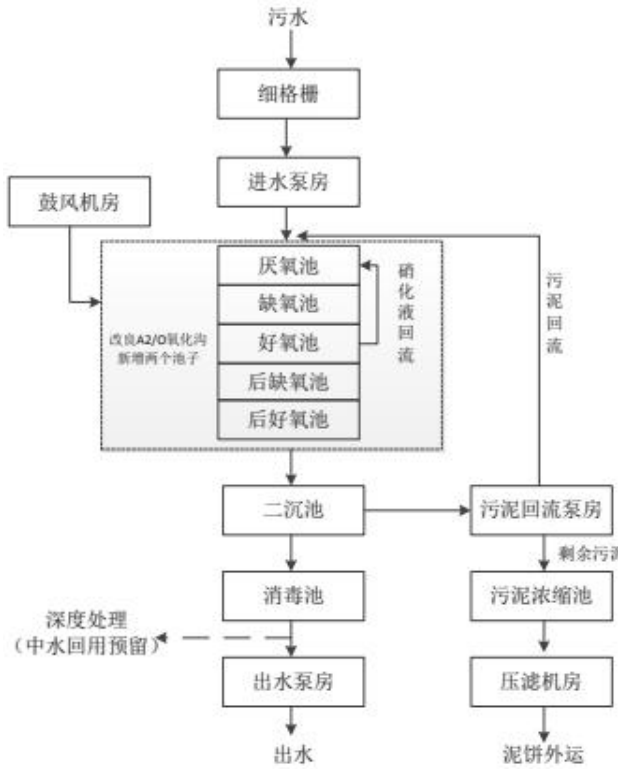 污水
细格栅
进水泵房
鼓风机房
厌氧池
缺氧池
好氧池
后缺氧池
后好氧池
硝化液回流
污泥回流
改良A2/O氧化沟
新增两个池子
二沉池
污泥回流泵房
剩余污泥
消毒池
污泥浓缩池
深度处理
（中水回用预留）
出水泵房
压滤机房
出水
泥饼外运